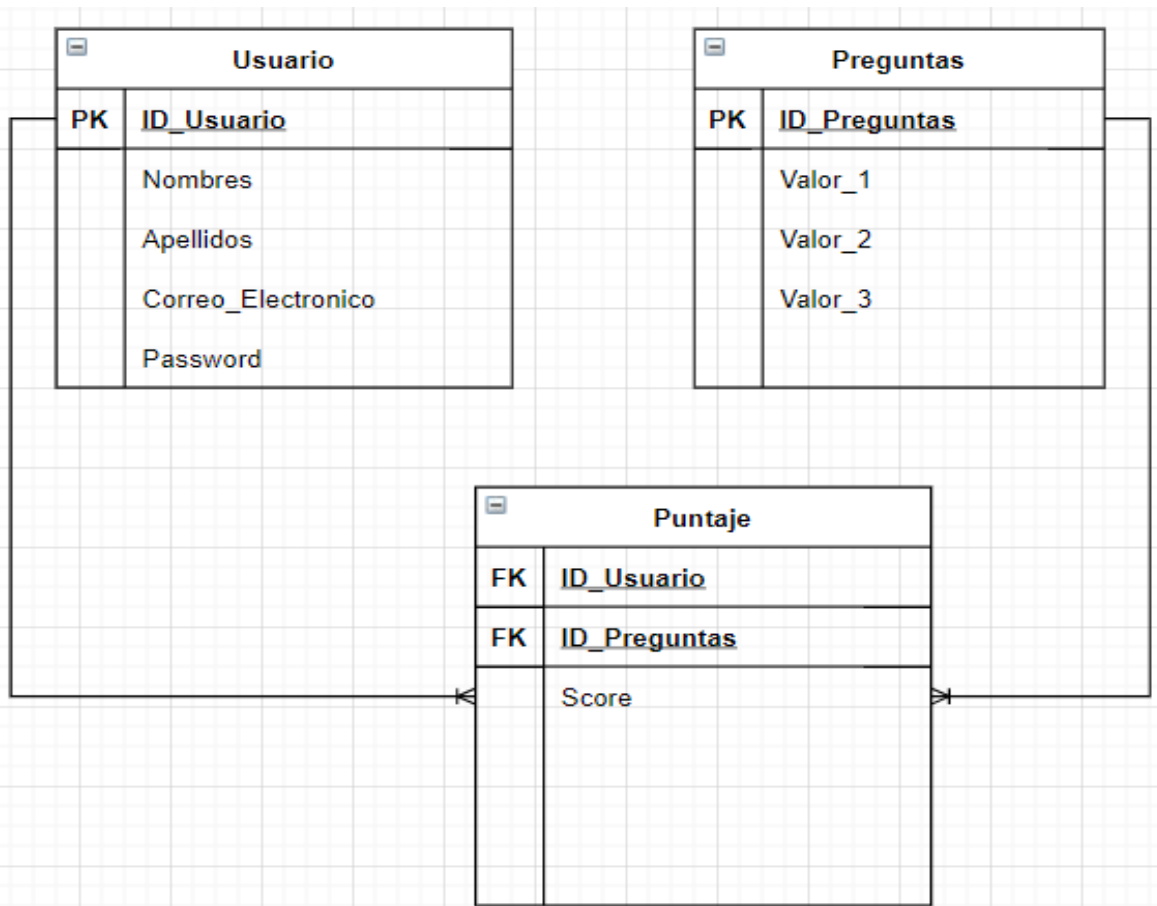 Usuario
PK ID_Usuario
Nombres
Apellidos
Correo_Electronico
Password
Preguntas
PK ID_Preguntas
Valor_1
Valor_2
Valor_3
Puntaje
FK ID_Usuario
FK ID_Preguntas
Score